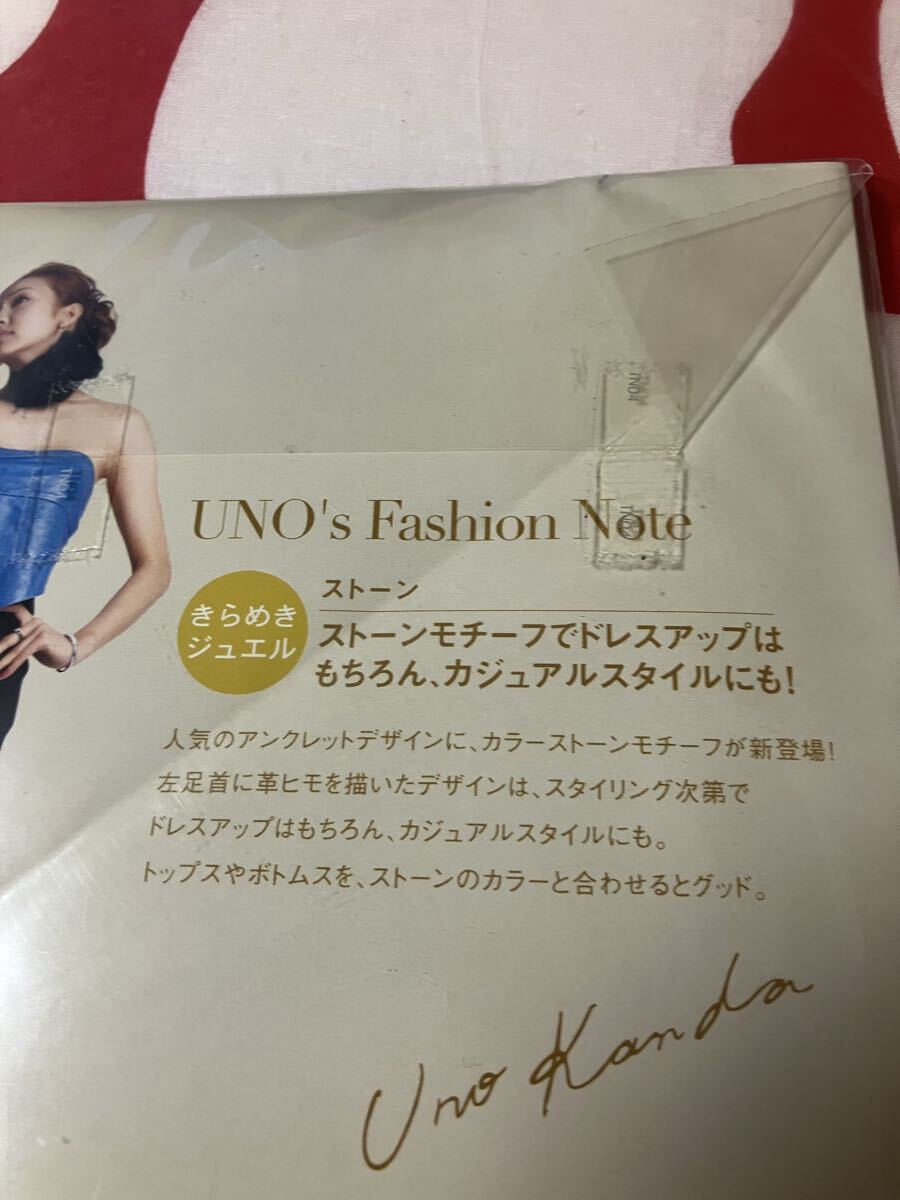 TN04
TN04
TN04
UNO's Fashion Note
きらめき
ジュエル
ストーン
ストーンモチーフでドレスアップは
もちろん、カジュアルスタイルにも!
人気のアンクレットデザインに、カラーストーンモチーフが新登場!
左足首に革ヒモを描いたデザインは、スタイリング次第で
ドレスアップはもちろん、カジュアルスタイルにも。
トップスやボトムスを、ストーンのカラーと合わせるとグッド。
Uno Kanda